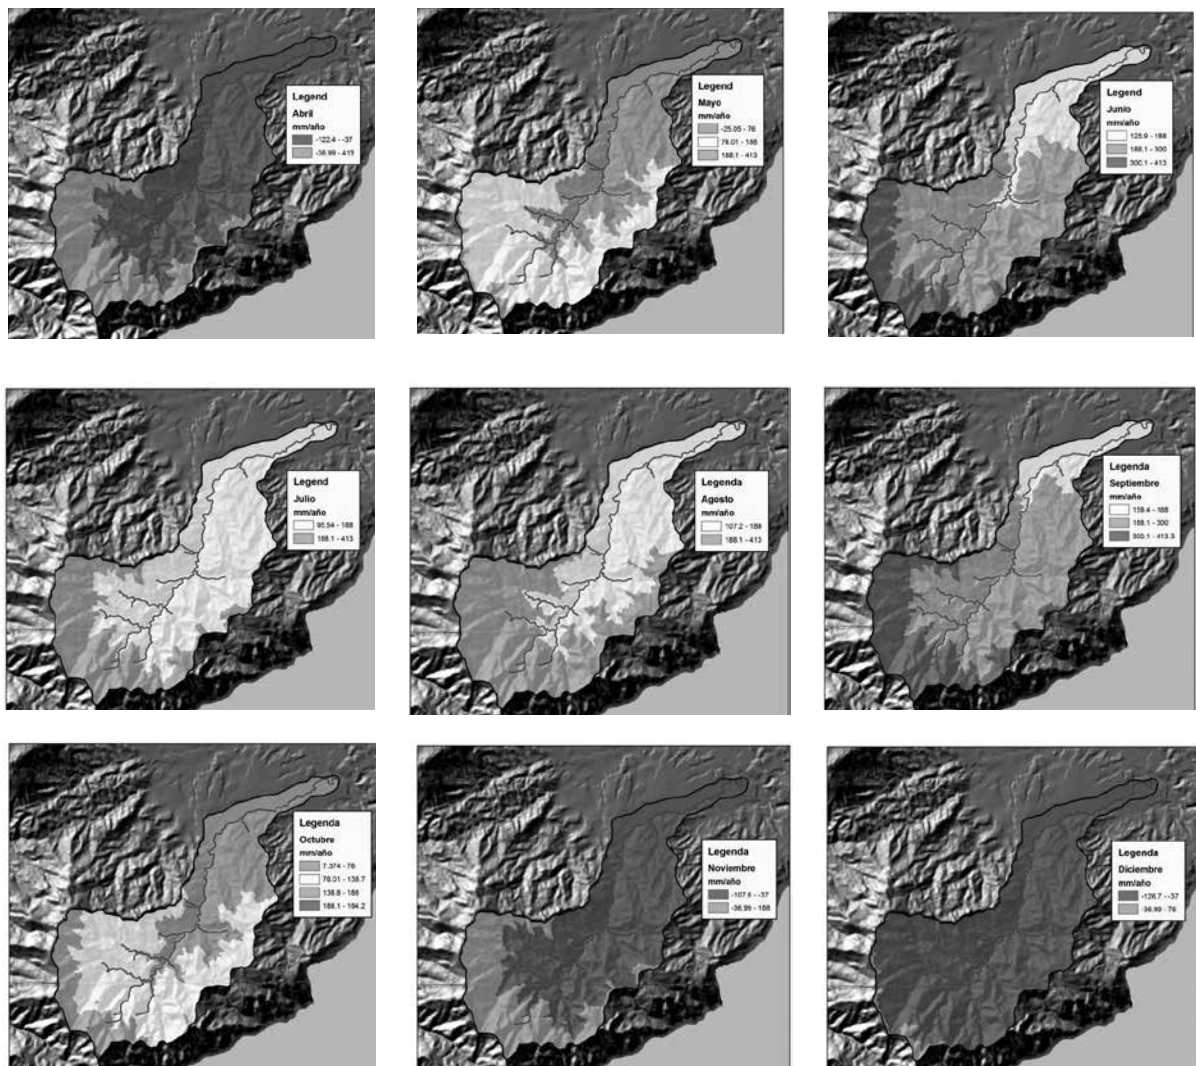 Legend
Abril
mm/año
-122.4 - -37
-36.99 - 413
Legend
Mayo
mm/año
-25.05 - 76
76.01 - 188
188.1 - 413
Legend
Junio
mm/año
125.9 - 188
188.1 - 300
300.1 - 413
Legend
Julio
mm/año
95.54 - 188
188.1 - 413
Legenda
Agosto
mm/año
107.2 - 188
188.1 - 413
Legenda
Septiembre
mm/año
159.4 - 188
188.1 - 300
300.1 - 413.3
Legenda
Octubre
mm/año
7.374 - 76
76.01 - 138.7
138.8 - 188
188.1 - 194.2
Legenda
Noviembre
mm/año
-107.6 - -37
-36.99 - 188
Legenda
Diciembre
mm/año
-126.7 - -37
-36.99 - 76